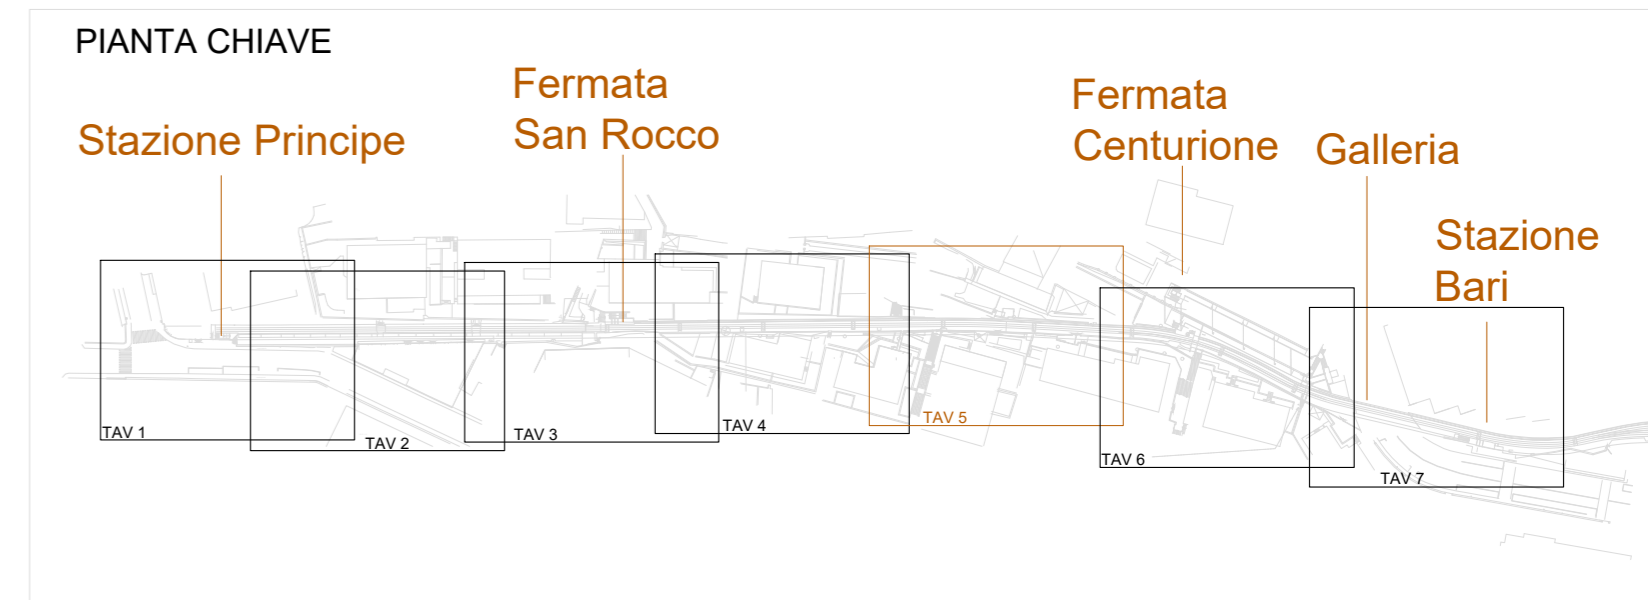 PIANTA CHIAVE
Stazione Principe
Fermata
San Rocco
Fermata
Centurione
Galleria
Stazione
Bari
TAV 1
TAV 2
TAV 3
TAV 4
TAV 5
TAV 6
TAV 7